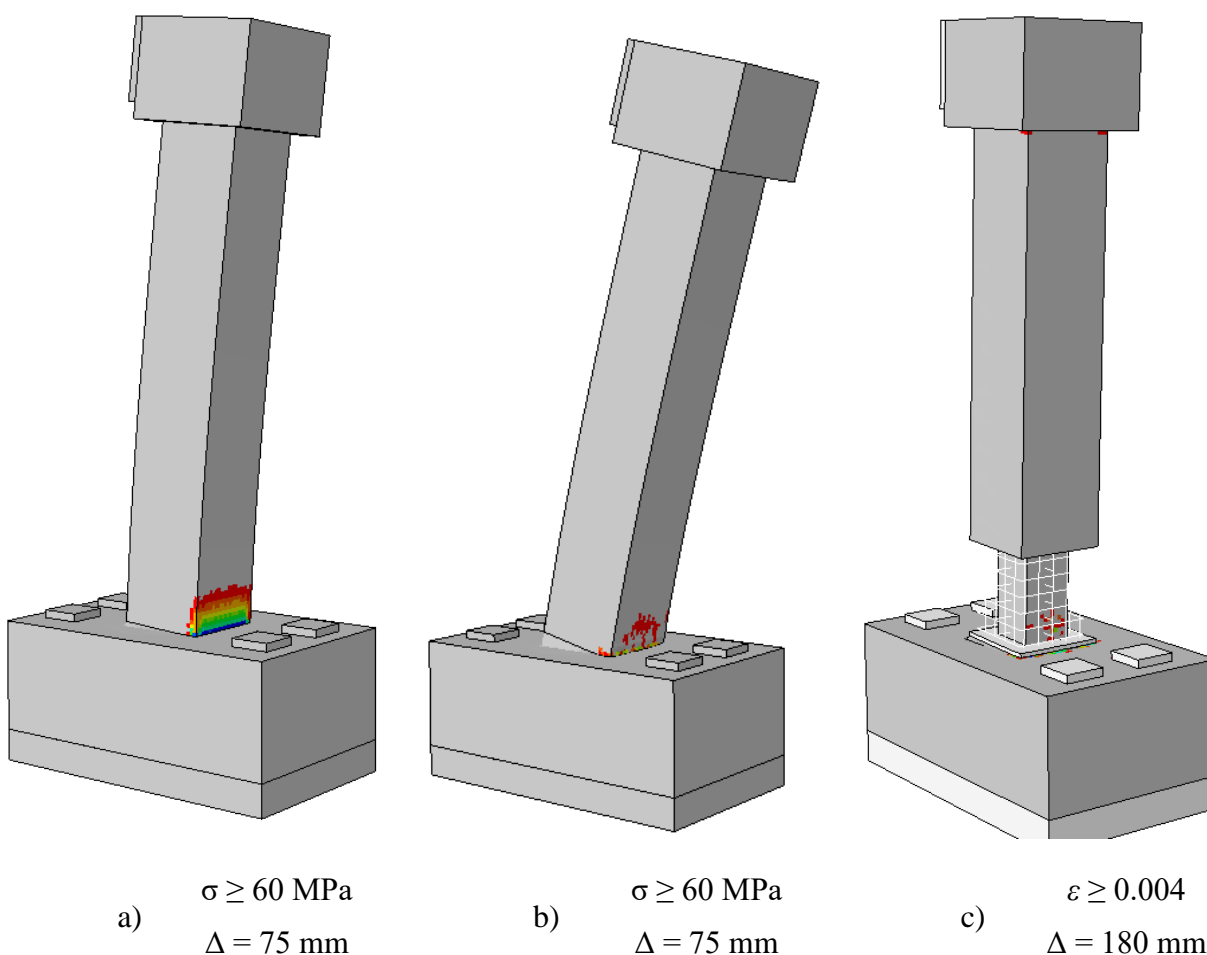 σ ≥ 60 MPa
a)
Δ = 75 mm
σ ≥ 60 MPa
b)
Δ = 75 mm
ε ≥ 0.004
c)
Δ = 180 mm